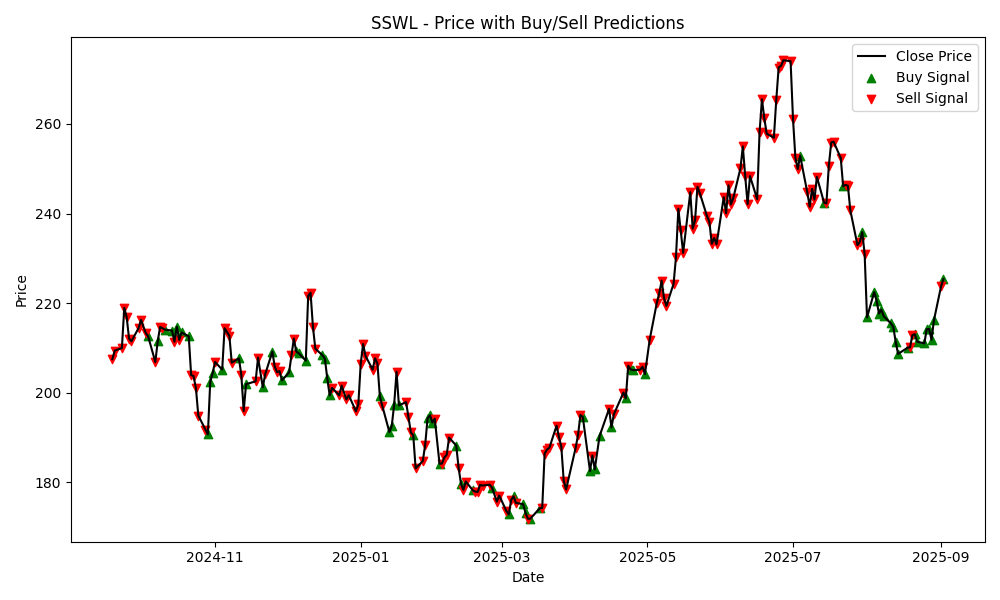 SSWL - Price with Buy/Sell Predictions
Close Price
Buy Signal
Sell Signal
Price
260
240
220
200
180
2024-11
2025-01
2025-03
2025-05
2025-07
2025-09
Date